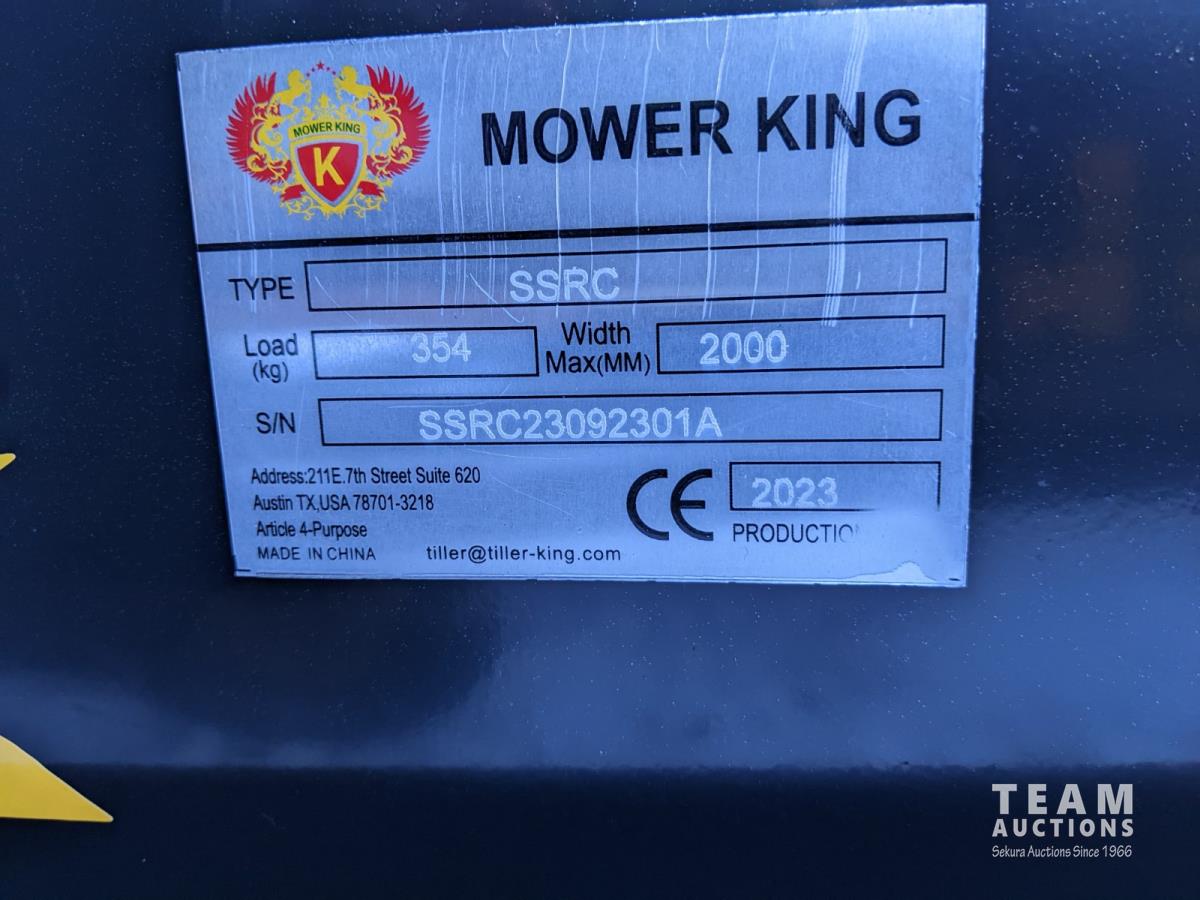 MOWER KING
K
MOWER KING
TYPE SSRC
Load (kg) 354 Width Max(MM) 2000
S/N SSRC23092301A
Address:211E.7th Street Suite 620
Austin TX,USA 78701-3218
Article 4-Purpose
MADE IN CHINA tiller@tiller-king.com
CE 2023
PRODUCTIO
TEAM
AUCTIONS
Sekura Auctions Since 1966